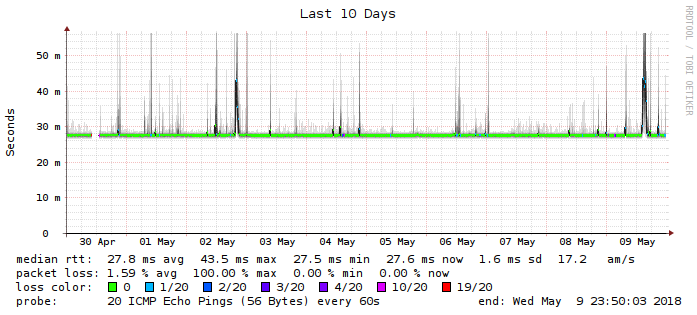 Last 10 Days
RRDTOOL / TOBI OETIKER
Seconds
50 m
40 m
30 m
20 m
10 m
0
30 Apr 01 May 02 May 03 May 04 May 05 May 06 May 07 May 08 May 09 May
median rtt: 27.8 ms avg 43.5 ms max 27.5 ms min 27.6 ms now 1.6 ms sd 17.2 am/s
packet loss: 1.59 % avg 100.00 % max 0.00 % min 0.00 % now
loss color: 0 1/20 2/20 3/20 4/20 10/20 19/20
probe: 20 ICMP Echo Pings (56 Bytes) every 60s end: Wed May 9 23:50:03 2018